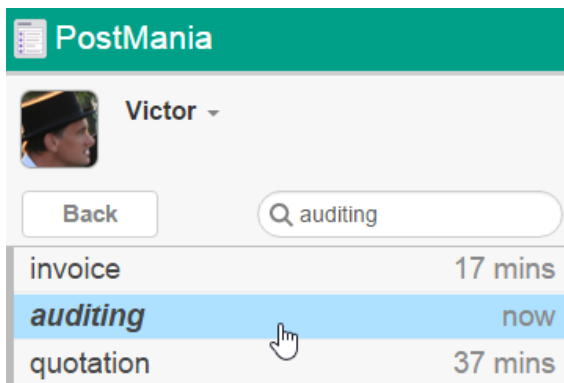 PostMania
Victor
Back auditing
invoice 17 mins
auditing now
quotation 37 mins